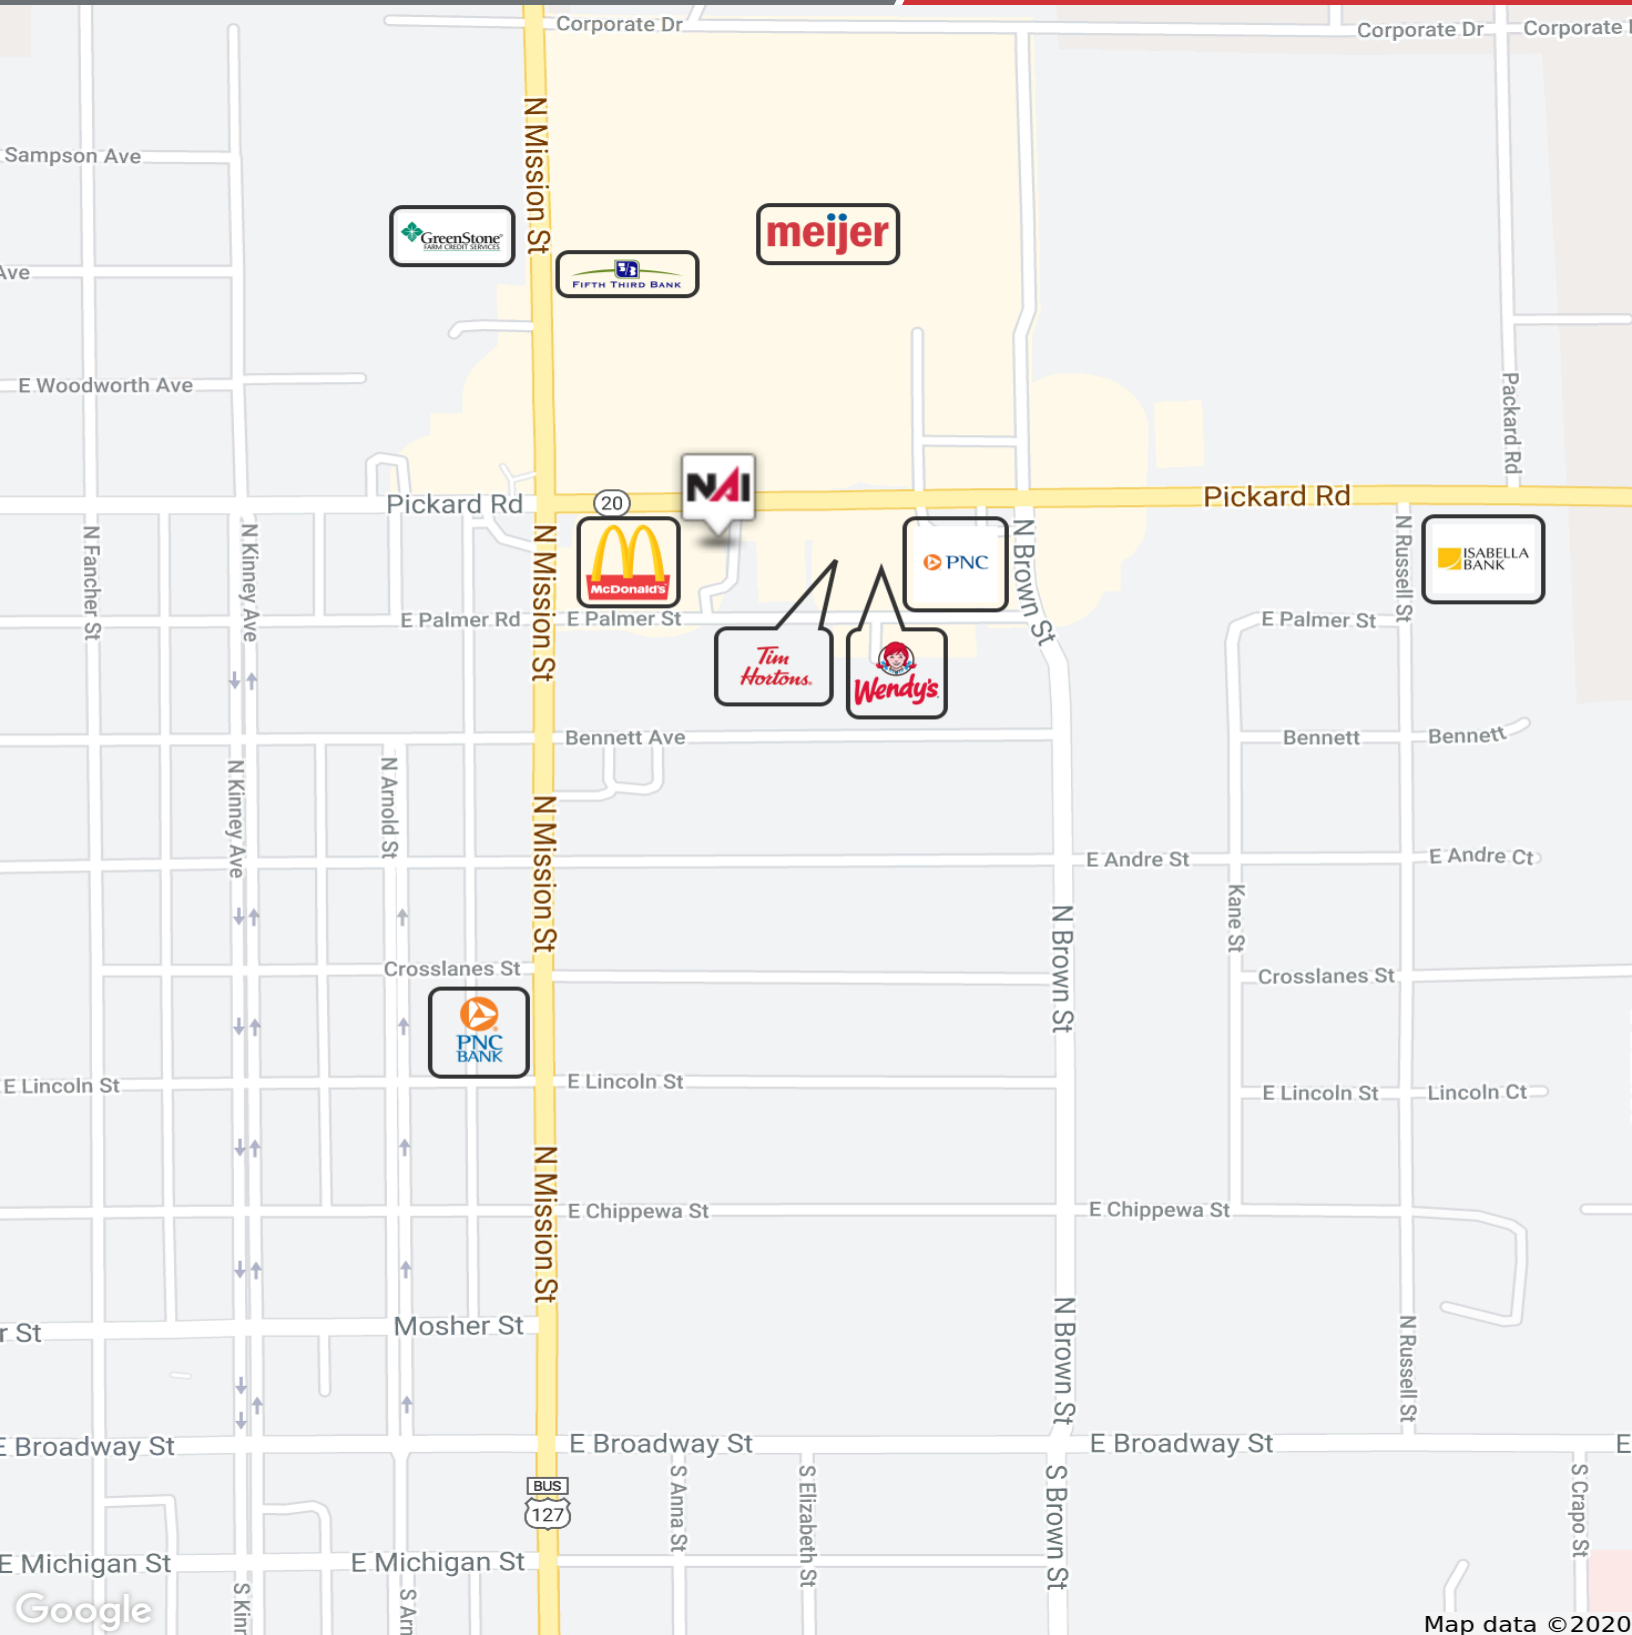 Corporate Dr
Corporate Dr
Corporate
N Mission St
Sampson Ave
GreenStone
FARM CREDIT SERVICES
meijer
5/3
FIFTH THIRD BANK
Ave
E Woodworth Ave
Packard Rd
NAI
Pickard Rd
20
Pickard Rd
N Fancher St
N Kinney Ave
N Mission St
McDonald's
PNC
N Brown St
N Russell St
ISABELLA
BANK
E Palmer Rd
E Palmer St
E Palmer St
Tim
Hortons.
Wendy's
Bennett Ave
Bennett
Bennett
N Kinney Ave
N Arnold St
N Mission St
E Andre St
E Andre Ct
Kane St
N Brown St
Crosslanes St
Crosslanes St
PNC
BANK
E Lincoln St
E Lincoln St
E Lincoln St
Lincoln Ct
N Mission St
E Chippewa St
E Chippewa St
r St
Mosher St
N Brown St
N Russell St
E Broadway St
E Broadway St
E Broadway St
E
BUS
127
S Anna St
S Elizabeth St
S Brown St
S Crapo St
E Michigan St
E Michigan St
S Kinr
S Arn
Google
Map data ©2020